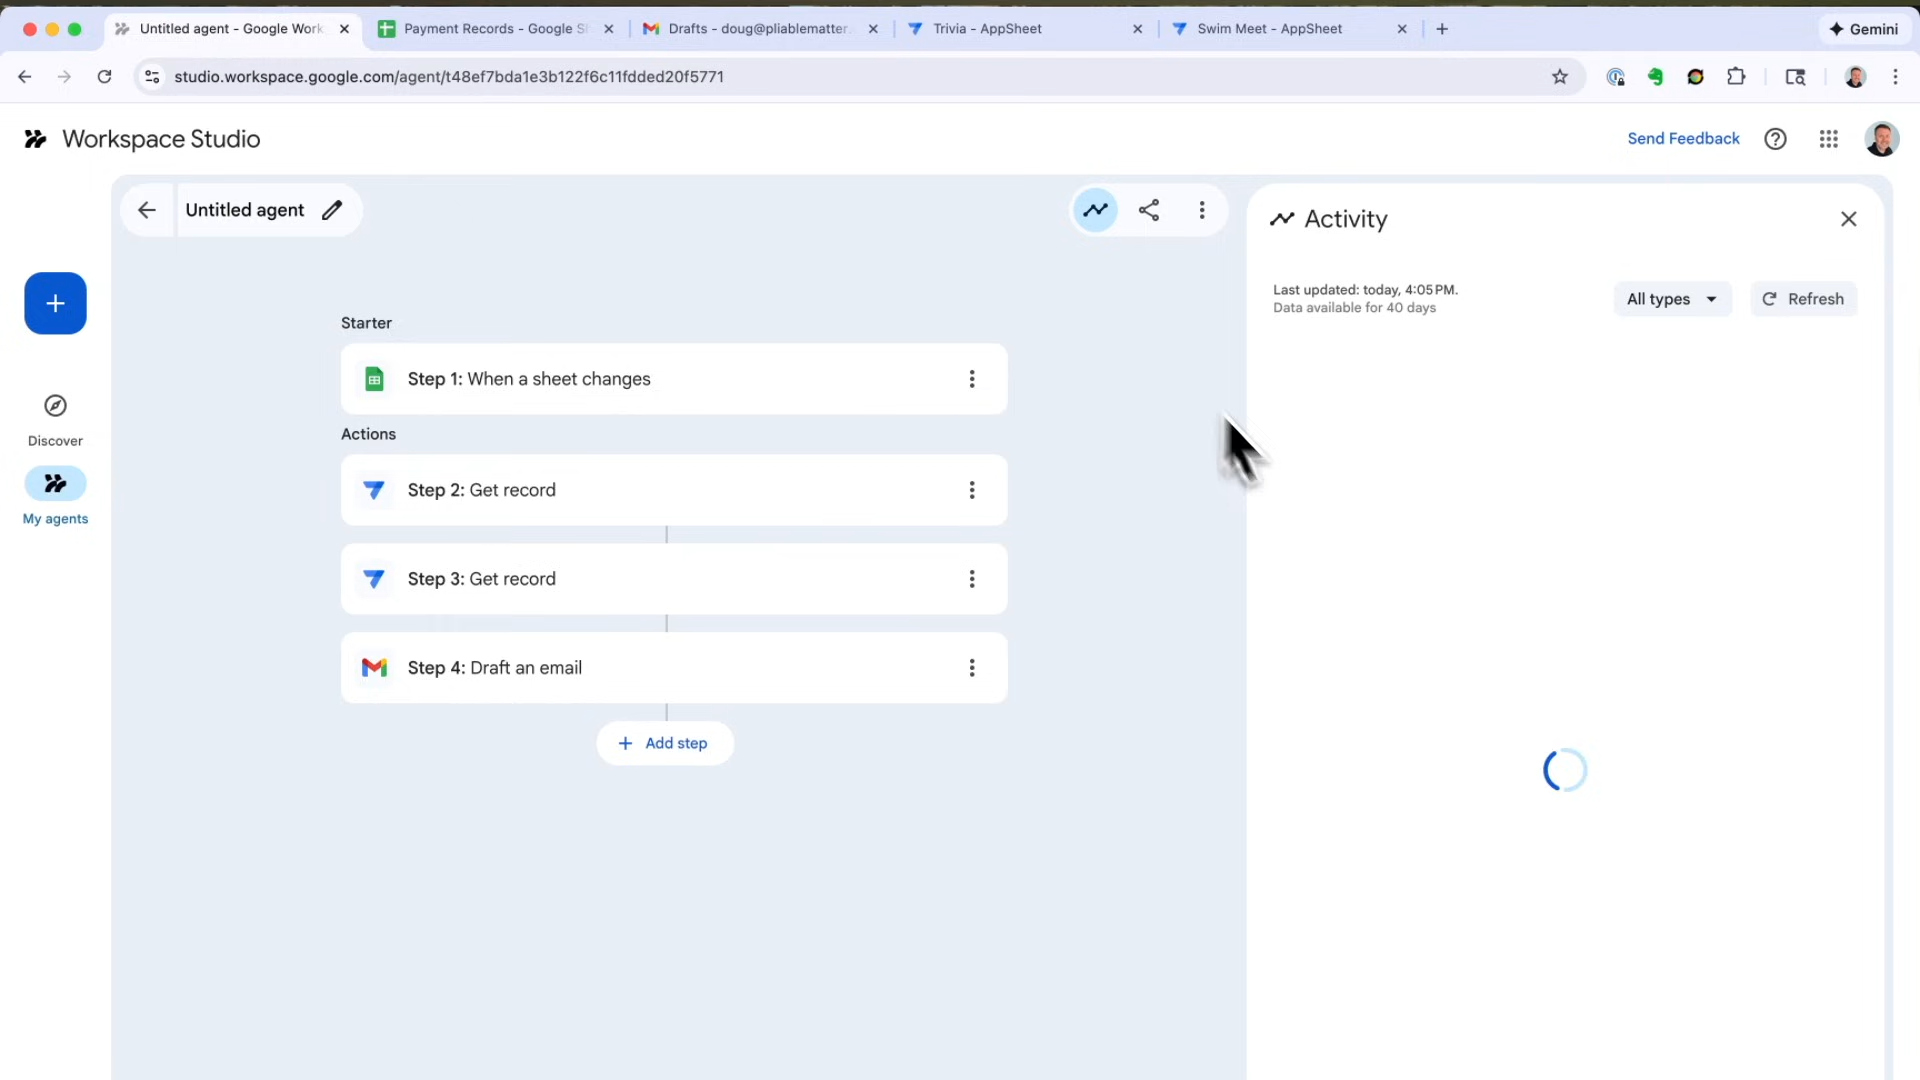 Untitled agent - Google Work
Payment Records - Google Sh
Drafts - doug@pliablematter.
Trivia - AppSheet
Swim Meet - AppSheet
Gemini
studio.workspace.google.com/agent/t48ef7bda1e3b122f6c11fdded20f5771
Workspace Studio
Send Feedback
Untitled agent
Activity
Last updated: today, 4:05 PM.
Data available for 40 days
All types
Refresh
Starter
Step 1: When a sheet changes
Actions
Discover
Step 2: Get record
My agents
Step 3: Get record
Step 4: Draft an email
Add step